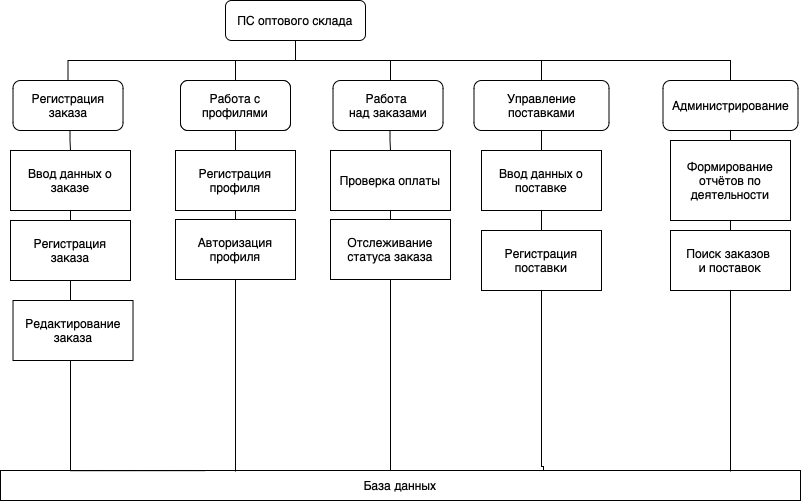 ПС оптового склада
Регистрация
заказа
Работа с
профилями
Работа
над заказами
Управление
поставками
Администрирование
Ввод данных о
заказе
Регистрация
профиля
Проверка оплаты
Ввод данных о
поставке
Формирование
отчётов по
деятельности
Регистрация
заказа
Авторизация
профиля
Отслеживание
статуса заказа
Регистрация
поставки
Поиск заказов
и поставок
Редактирование
заказа
База данных